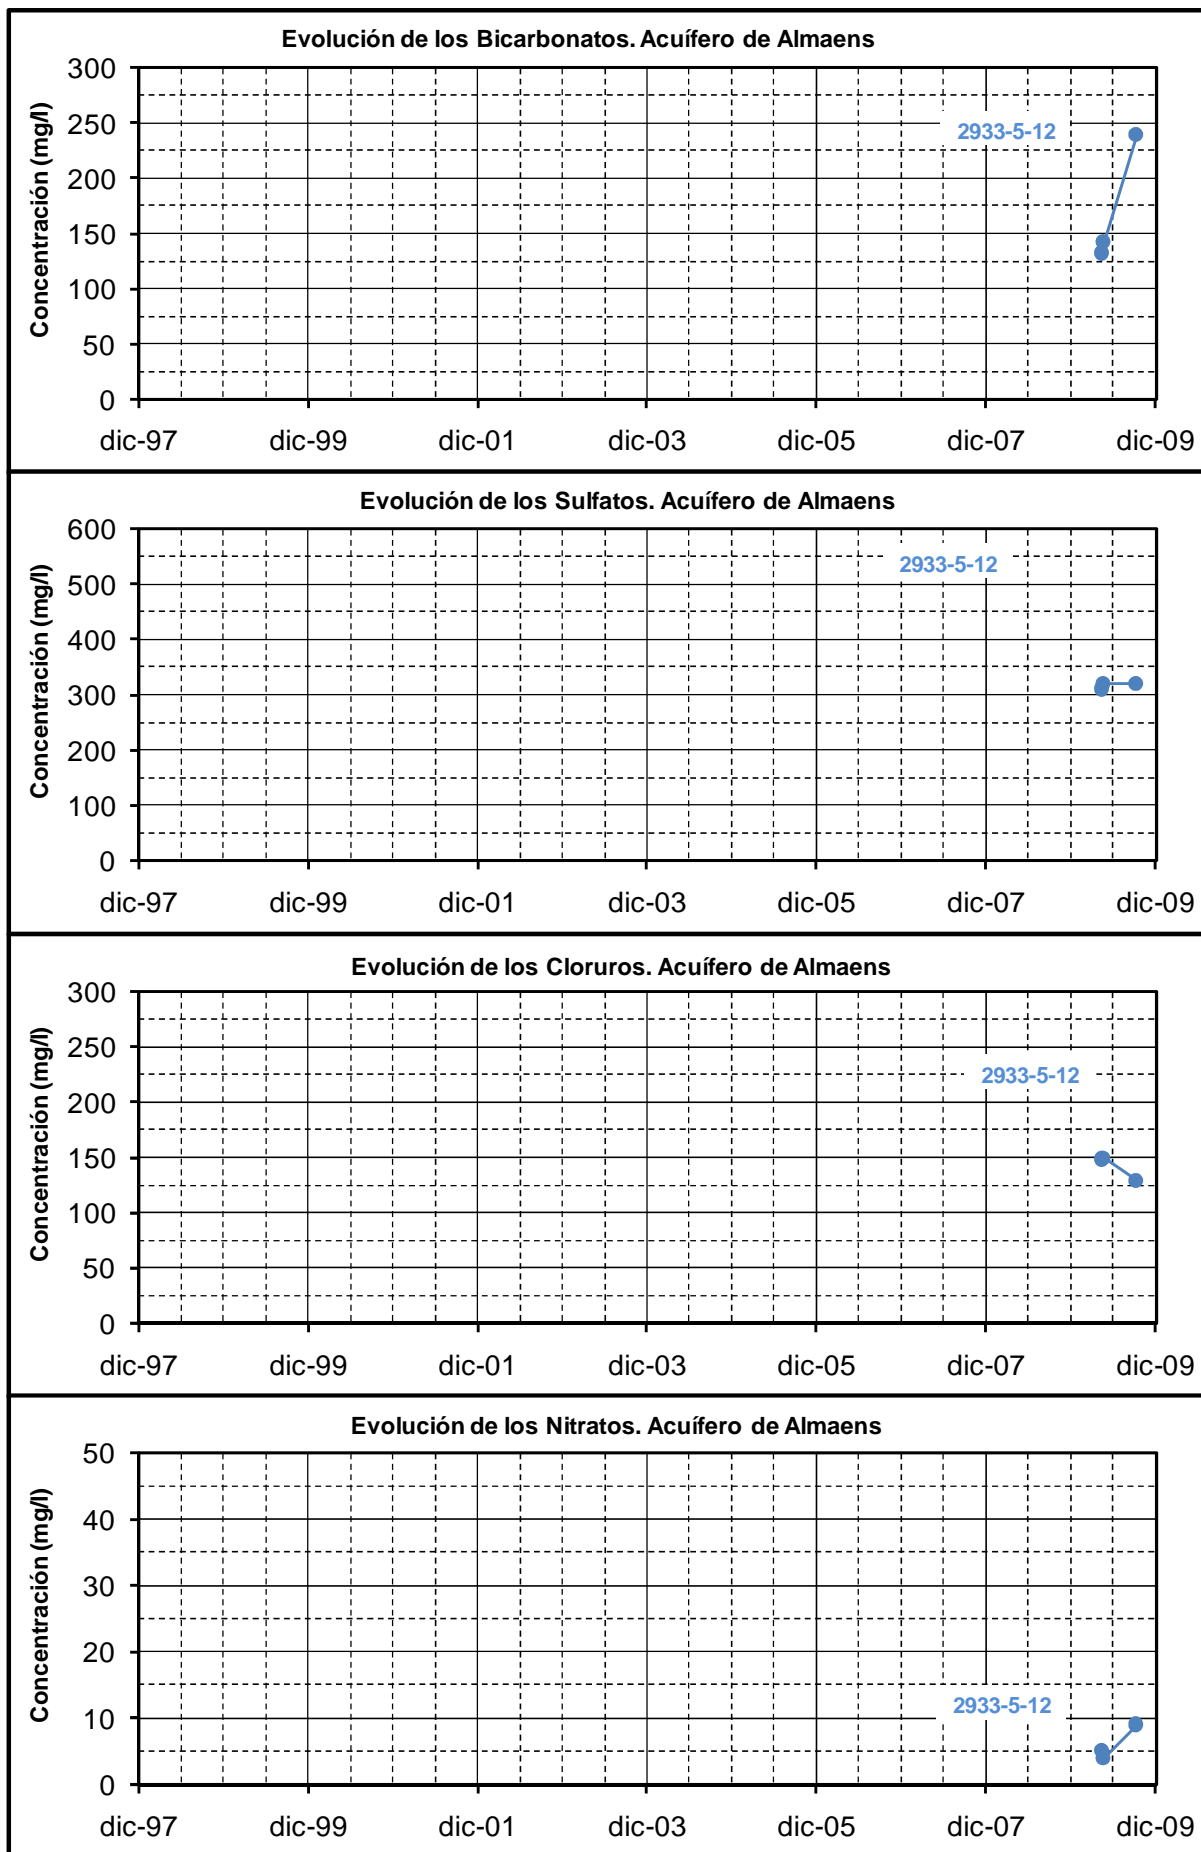 Evolución de los Bicarbonatos. Acuífero de Almaens
Concentración (mg/l)
300
250
200
150
100
50
0
2933-5-12
dic-97 dic-99 dic-01 dic-03 dic-05 dic-07 dic-09
Evolución de los Sulfatos. Acuífero de Almaens
Concentración (mg/l)
600
500
400
300
200
100
0
2933-5-12
dic-97 dic-99 dic-01 dic-03 dic-05 dic-07 dic-09
Evolución de los Cloruros. Acuífero de Almaens
Concentración (mg/l)
300
250
200
150
100
50
0
2933-5-12
dic-97 dic-99 dic-01 dic-03 dic-05 dic-07 dic-09
Evolución de los Nitratos. Acuífero de Almaens
Concentración (mg/l)
50
40
30
20
10
0
2933-5-12
dic-97 dic-99 dic-01 dic-03 dic-05 dic-07 dic-09